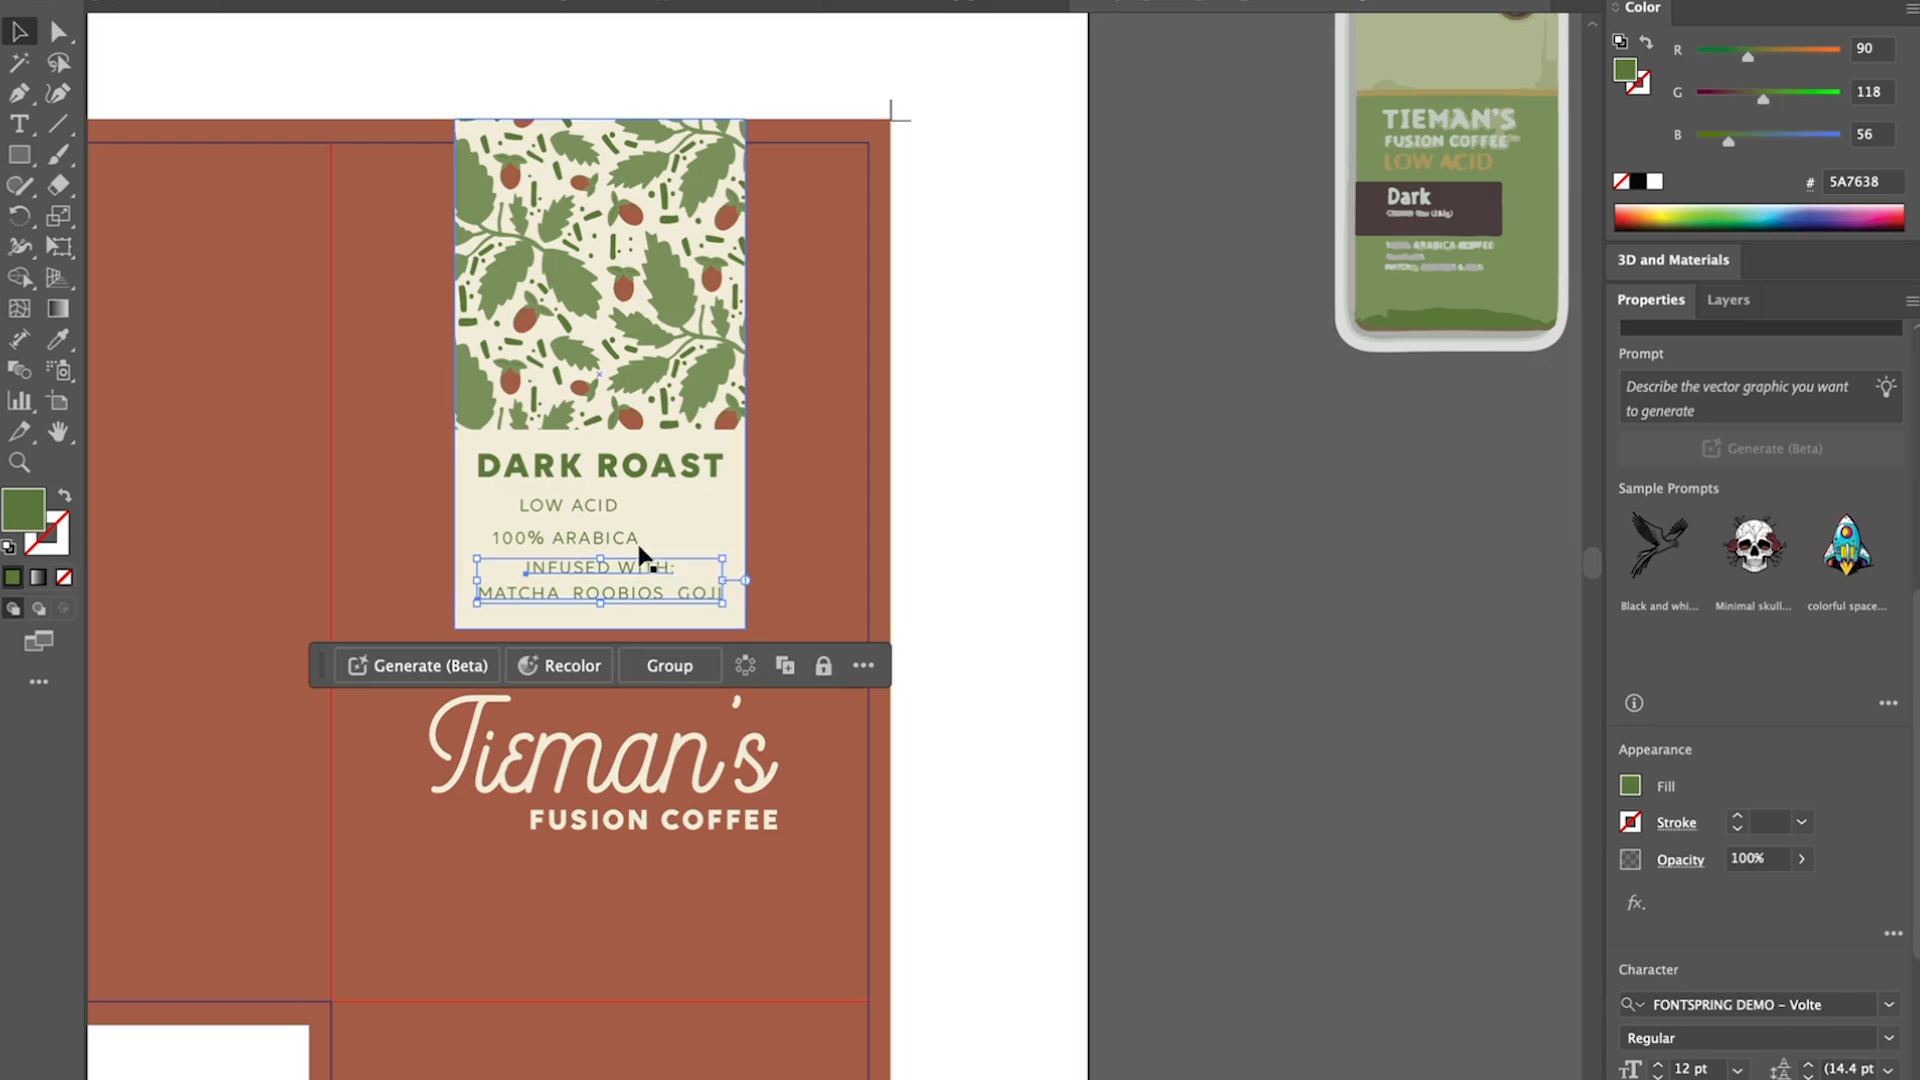 Color
R 90
G 118
B 56
# 5A7638
3D and Materials
Properties Layers
Prompt
Describe the vector graphic you want
to generate
Generate (Beta)
Sample Prompts
Black and whi... Minimal skull... colorful space...
Appearance
Fill
Stroke
Opacity 100%
fx.
Character
FONTSPRING DEMO - Volte
Regular
12 pt (14.4 pt
TIEMAN'S
FUSION COFFEE
LOW ACID
Dark
DARK ROAST
LOW ACID
100% ARABICA
INFUSED WITH:
MATCHA ROOBIOS GOJI
Generate (Beta) Recolor Group
Tieman's
FUSION COFFEE